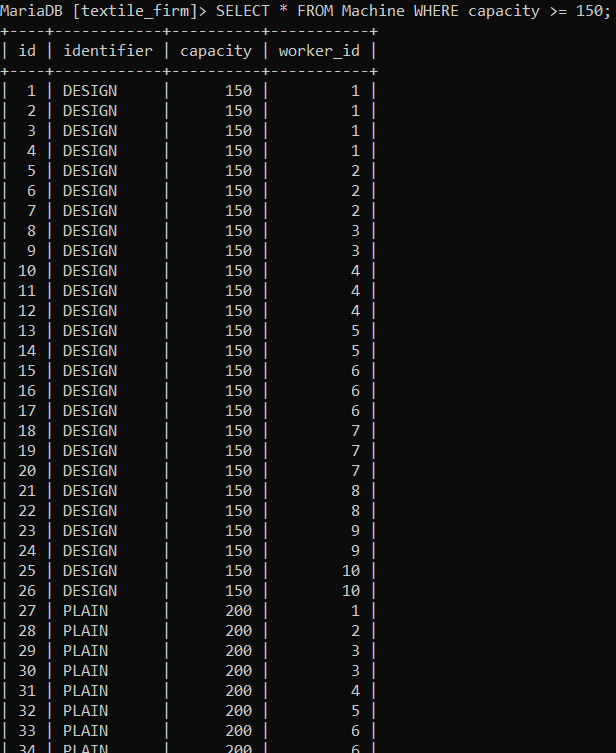 MariaDB [textile_firm]> SELECT * FROM Machine WHERE capacity >= 150;
+----+------------+----------+-----------+
| id | identifier | capacity | worker_id |
+----+------------+----------+-----------+
|  1 | DESIGN     |      150 |         1 |
|  2 | DESIGN     |      150 |         1 |
|  3 | DESIGN     |      150 |         1 |
|  4 | DESIGN     |      150 |         1 |
|  5 | DESIGN     |      150 |         2 |
|  6 | DESIGN     |      150 |         2 |
|  7 | DESIGN     |      150 |         2 |
|  8 | DESIGN     |      150 |         3 |
|  9 | DESIGN     |      150 |         3 |
| 10 | DESIGN     |      150 |         4 |
| 11 | DESIGN     |      150 |         4 |
| 12 | DESIGN     |      150 |         4 |
| 13 | DESIGN     |      150 |         5 |
| 14 | DESIGN     |      150 |         5 |
| 15 | DESIGN     |      150 |         6 |
| 16 | DESIGN     |      150 |         6 |
| 17 | DESIGN     |      150 |         6 |
| 18 | DESIGN     |      150 |         7 |
| 19 | DESIGN     |      150 |         7 |
| 20 | DESIGN     |      150 |         7 |
| 21 | DESIGN     |      150 |         8 |
| 22 | DESIGN     |      150 |         8 |
| 23 | DESIGN     |      150 |         9 |
| 24 | DESIGN     |      150 |         9 |
| 25 | DESIGN     |      150 |        10 |
| 26 | DESIGN     |      150 |        10 |
| 27 | PLAIN      |      200 |         1 |
| 28 | PLAIN      |      200 |         2 |
| 29 | PLAIN      |      200 |         3 |
| 30 | PLAIN      |      200 |         3 |
| 31 | PLAIN      |      200 |         4 |
| 32 | PLAIN      |      200 |         5 |
| 33 | PLAIN      |      200 |         6 |
| 34 | PLAIN      |      200 |         6 |